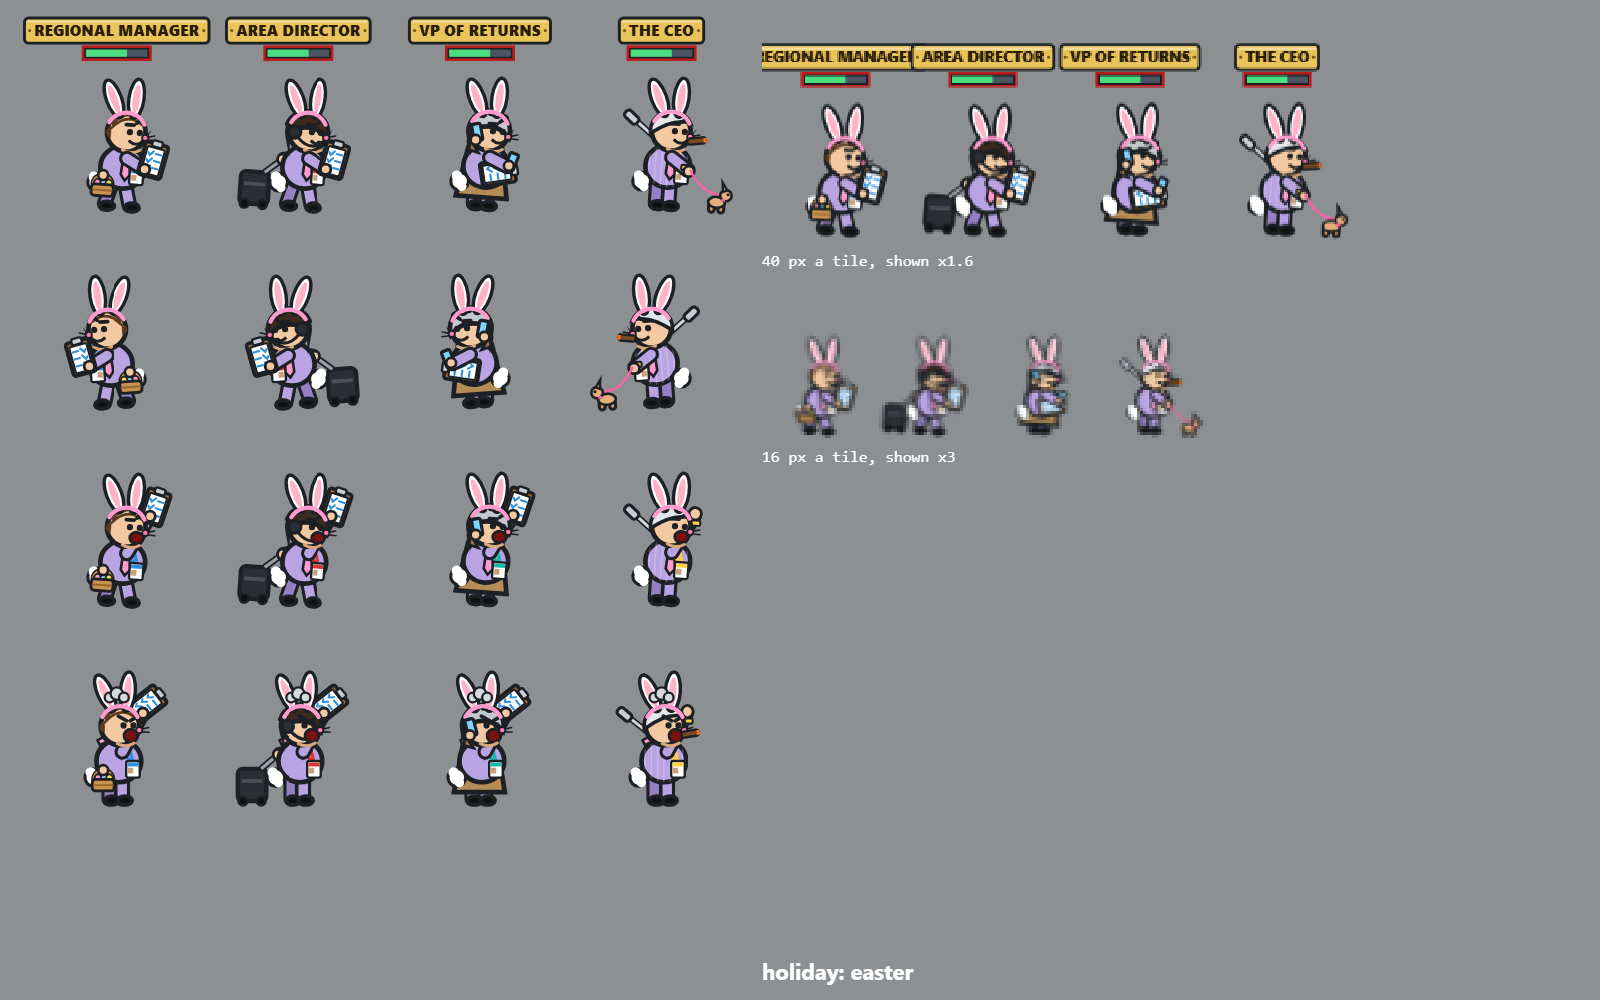 REGIONAL MANAGER
AREA DIRECTOR
VP OF RETURNS
THE CEO
EGIONAL MANAGE
AREA DIRECTOR
VP OF RETURNS
THE CEO
40 px a tile, shown x1.6
16 px a tile, shown x3
holiday: easter